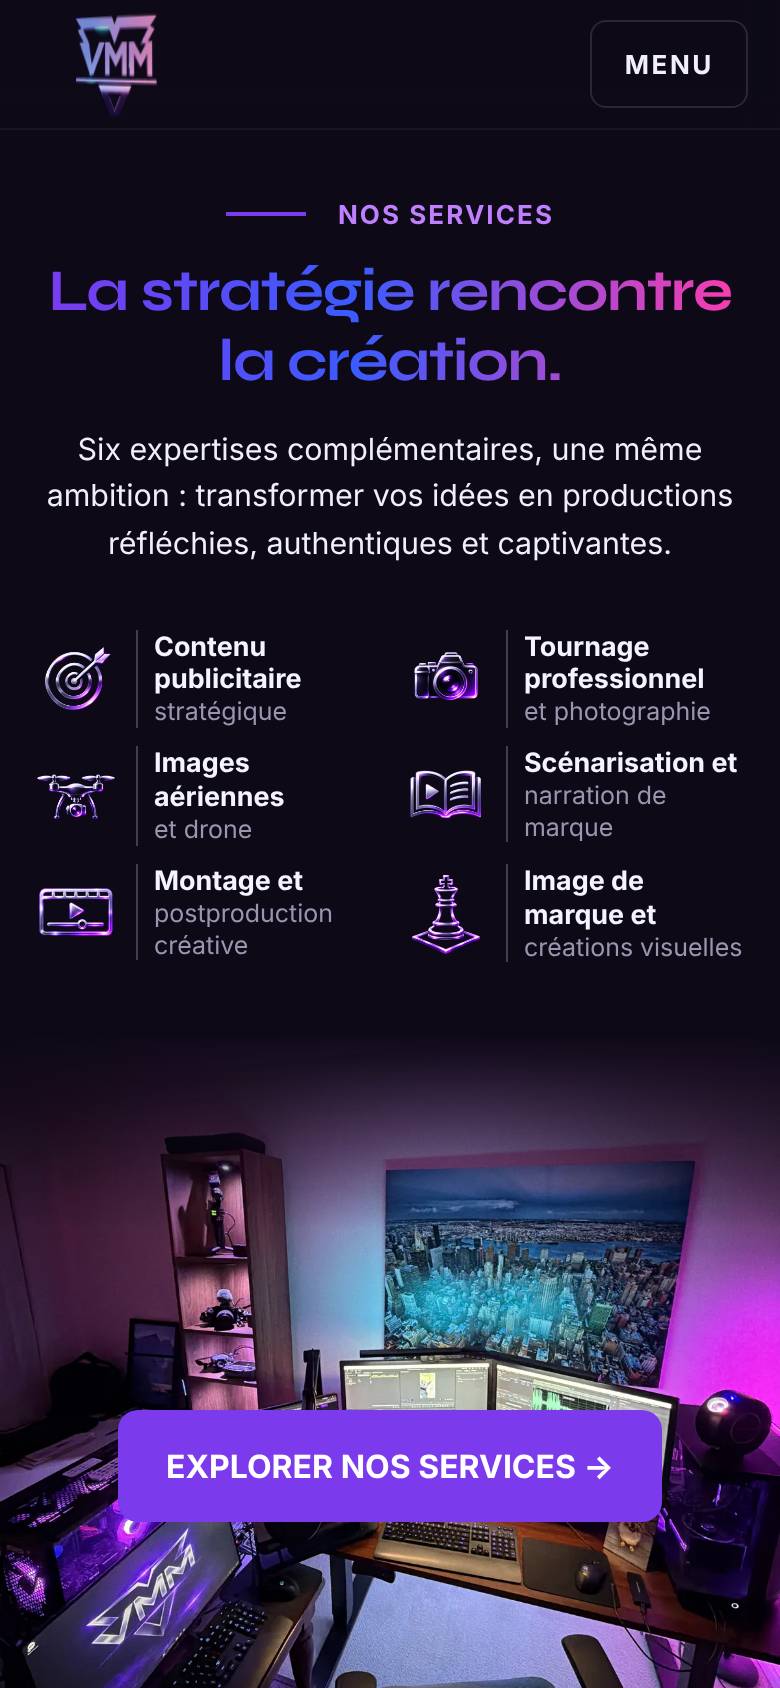 VMM
MENU
NOS SERVICES
La stratégie rencontre
la création.
Six expertises complémentaires, une même
ambition : transformer vos idées en productions
réfléchies, authentiques et captivantes.
Contenu
publicitaire
stratégique
Tournage
professionnel
et photographie
Images
aériennes
et drone
Scénarisation et
narration de
marque
Montage et
postproduction
créative
Image de
marque et
créations visuelles
EXPLORER NOS SERVICES →
VMM